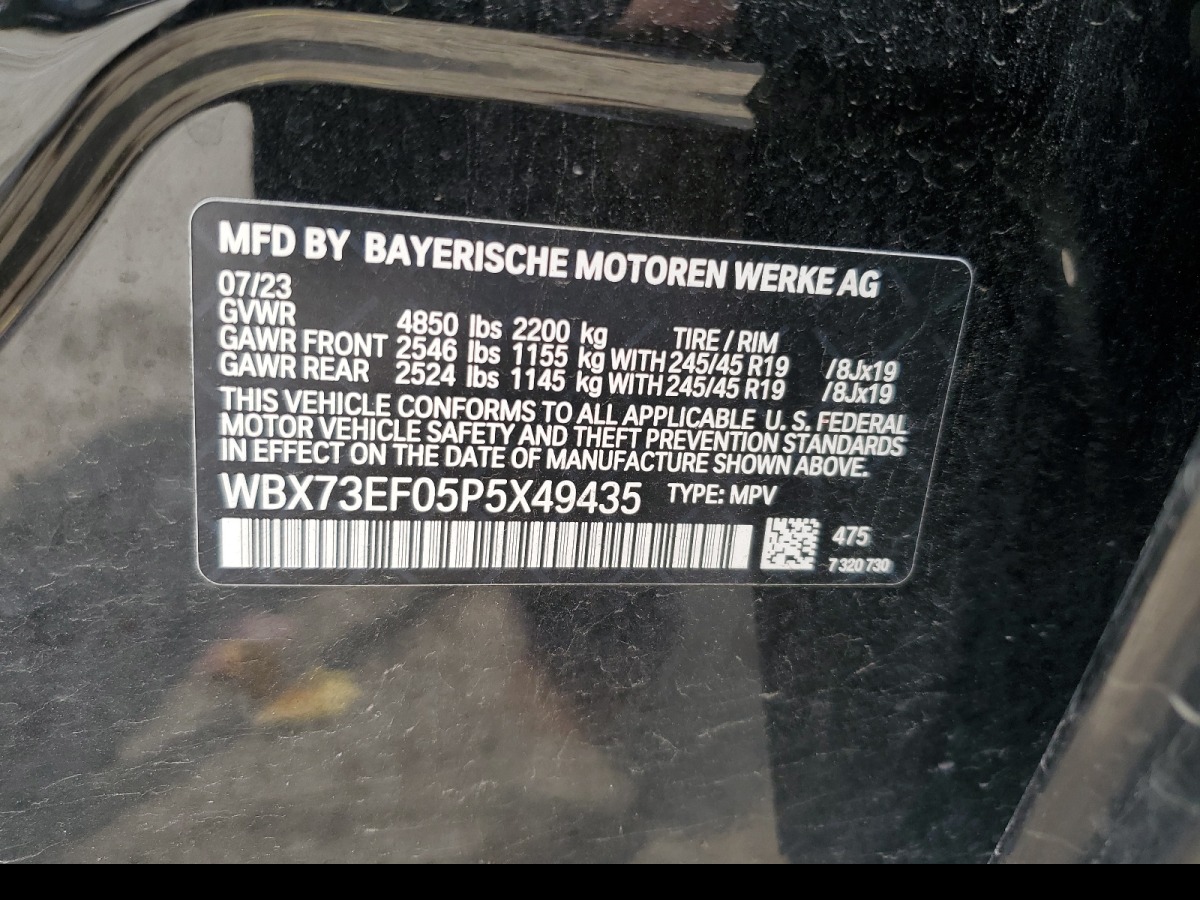 MFD BY BAYERISCHE MOTOREN WERKE AG
07/23
GVWR 4850 lbs 2200 kg TIRE / RIM
GAWR FRONT 2546 lbs 1155 kg WITH 245/45 R19 /8Jx19
GAWR REAR 2524 lbs 1145 kg WITH 245/45 R19 /8Jx19
THIS VEHICLE CONFORMS TO ALL APPLICABLE U. S. FEDERAL
MOTOR VEHICLE SAFETY AND THEFT PREVENTION STANDARDS
IN EFFECT ON THE DATE OF MANUFACTURE SHOWN ABOVE.
WBX73EF05P5X49435 TYPE: MPV
475
7 320 730